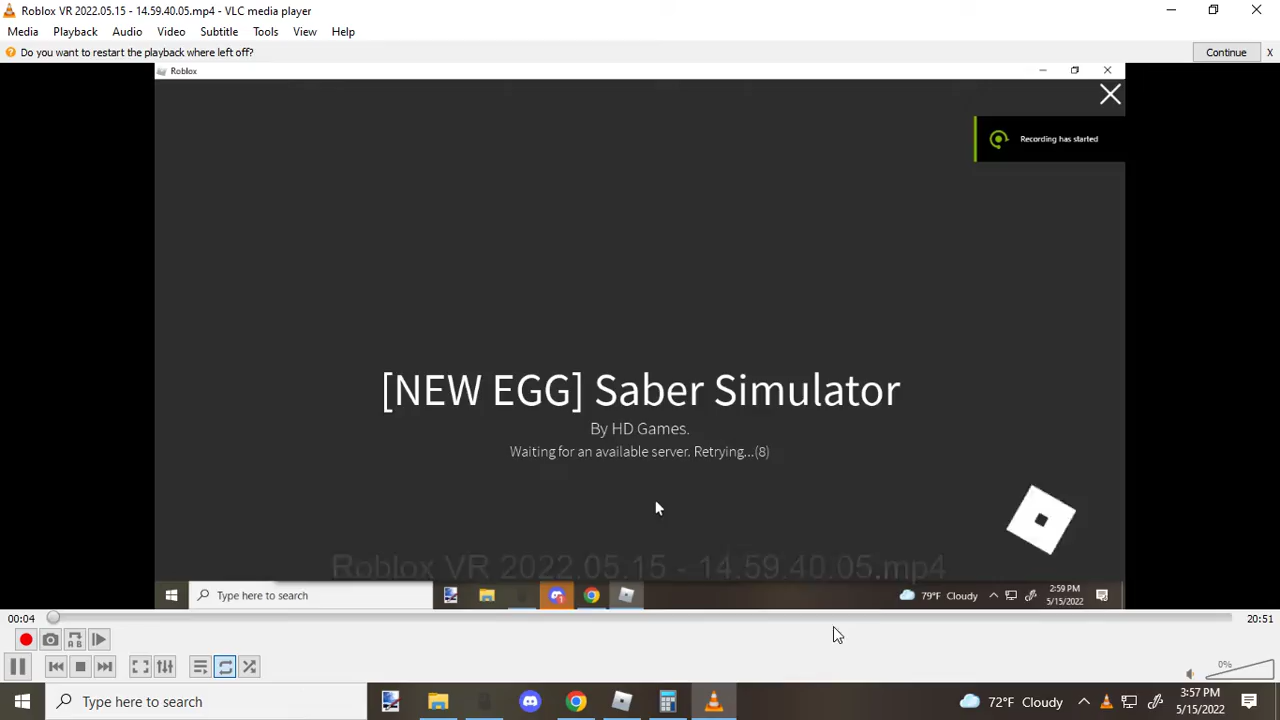 Roblox VR 2022.05.15 - 14.59.40.05.mp4 - VLC media player
Media Playback Audio Video Subtitle Tools View Help
Do you want to restart the playback where left off? Continue X
Roblox
Recording has started
[NEW EGG] Saber Simulator
By HD Games.
Waiting for an available server. Retrying...(8)
Roblox VR 2022.05.15 - 14.59.40.05.mp4
Type here to search 79°F Cloudy 2:59 PM
5/15/2022
00:04 20:51
A B
0%
Type here to search 72°F Cloudy 3:57 PM
5/15/2022